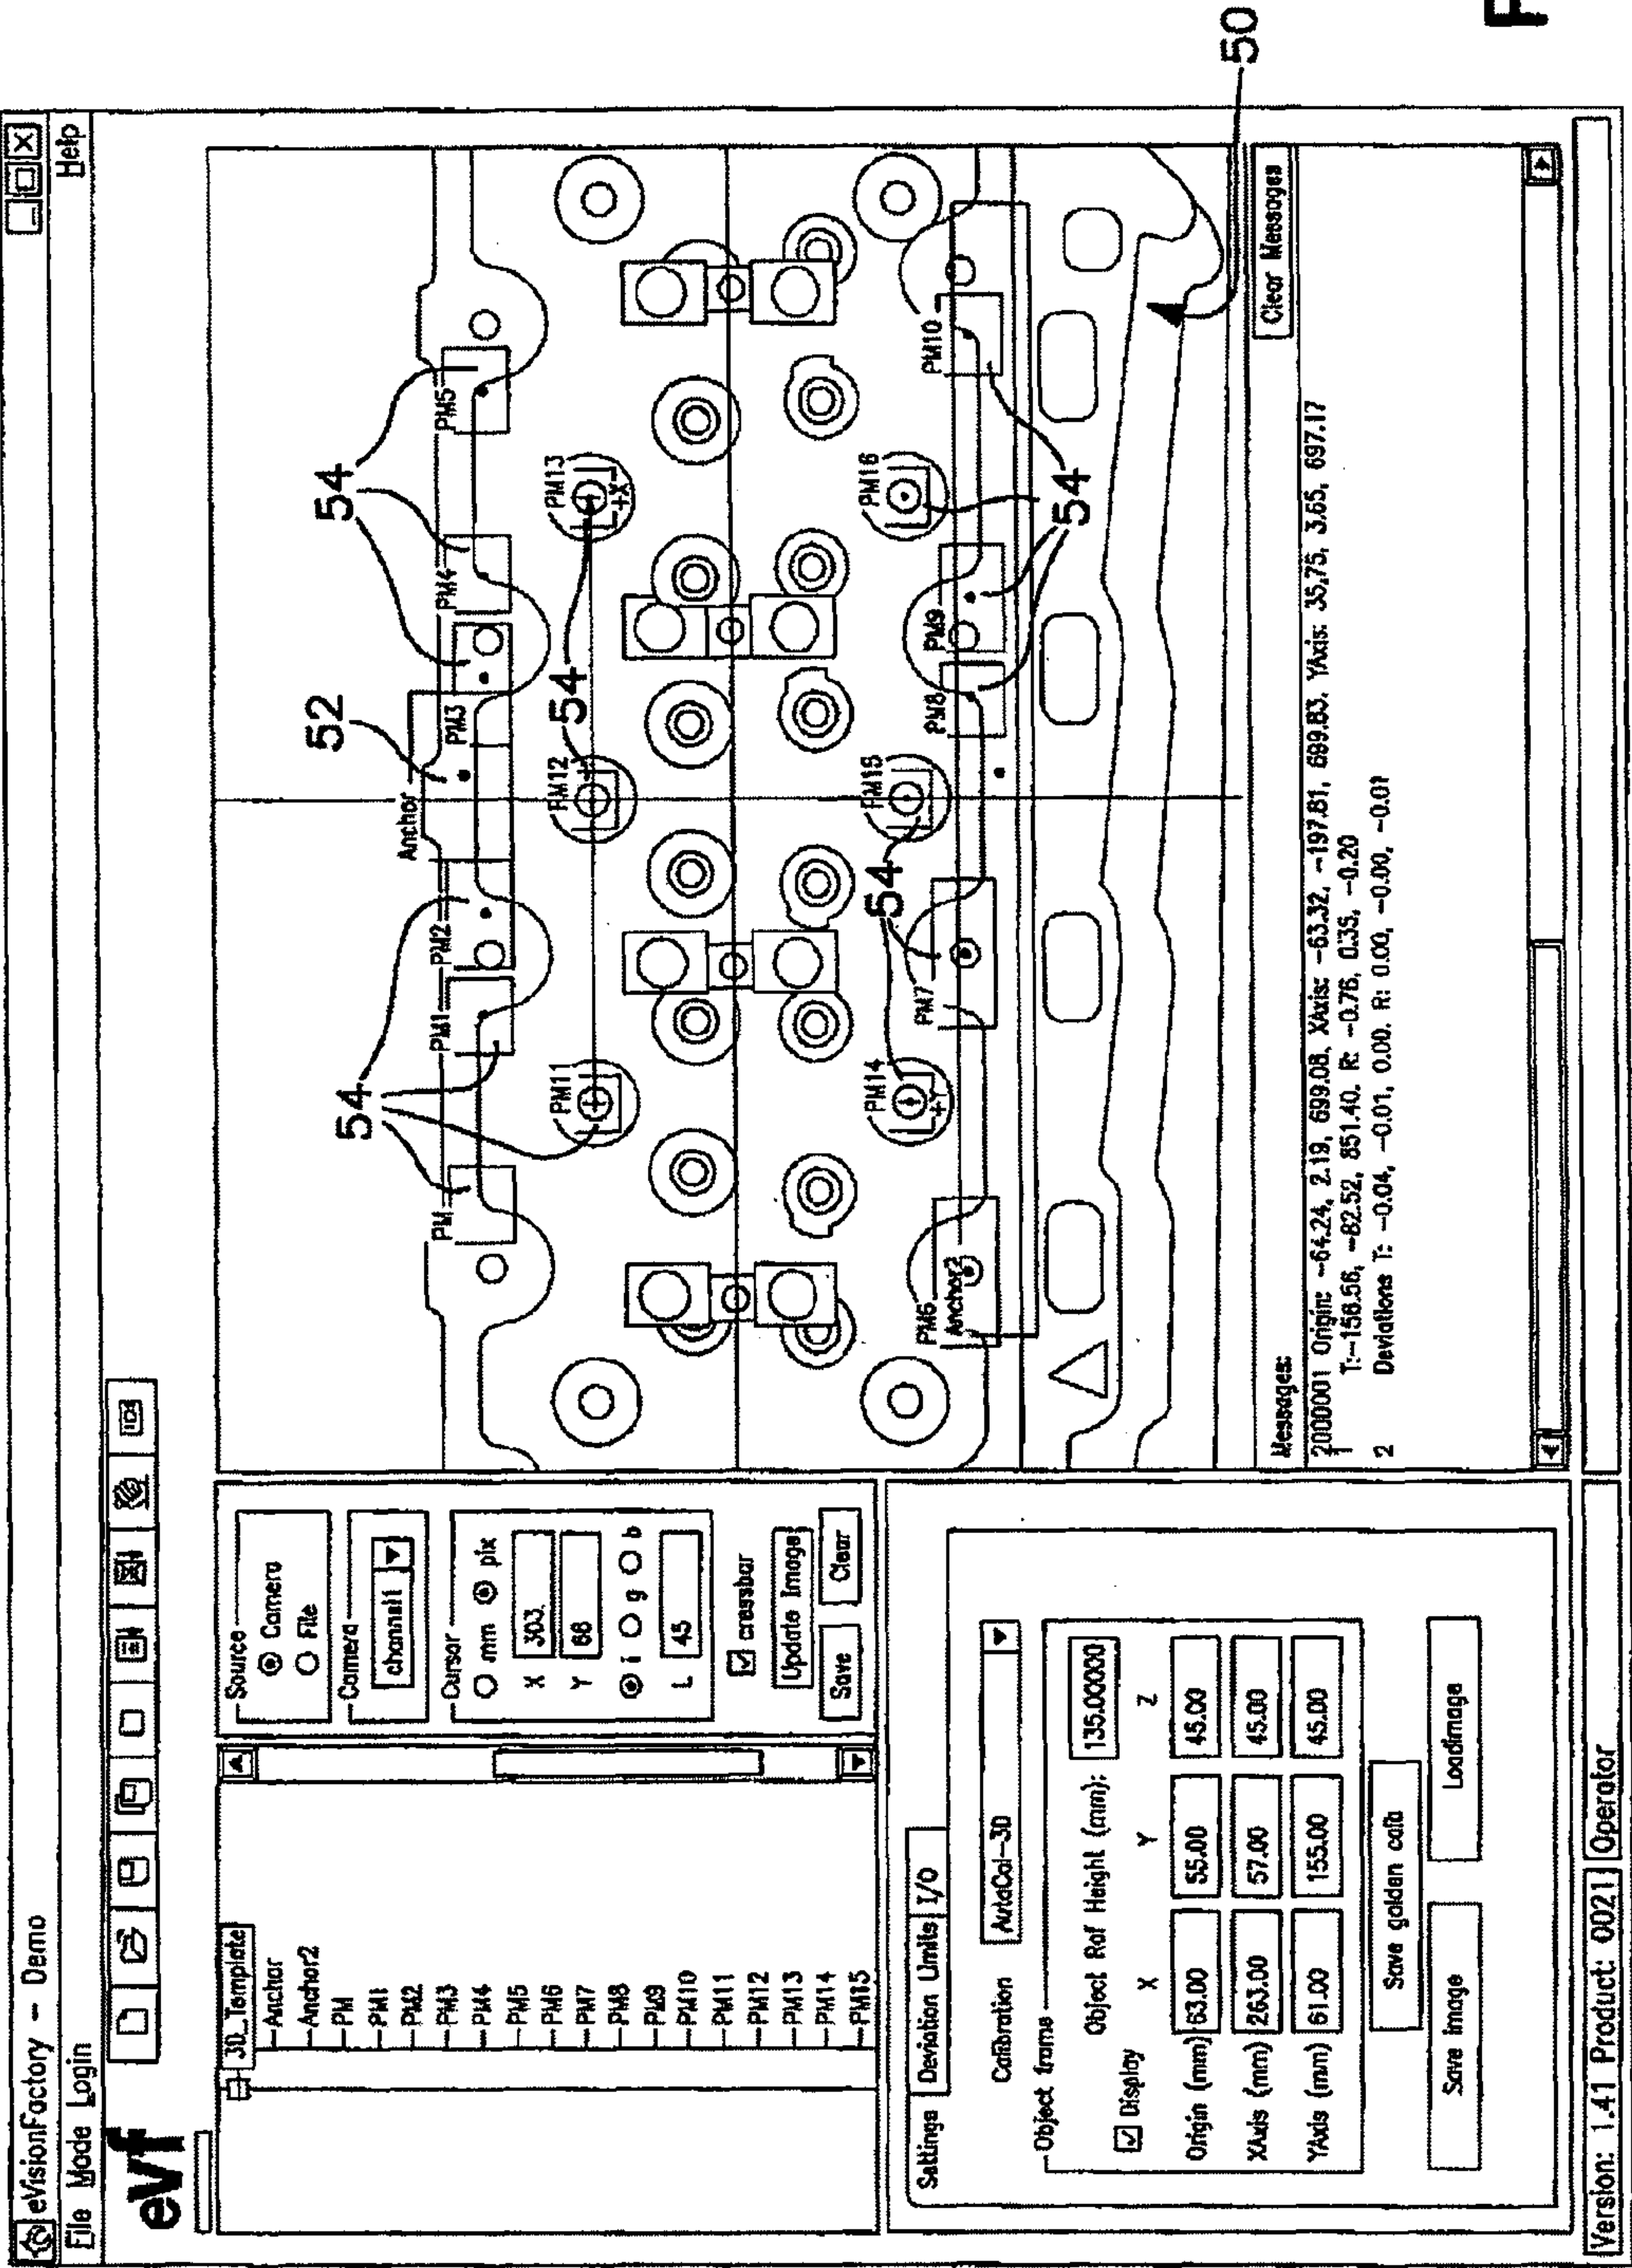 eVisionFactory - Demo
File Mode Login Help
evf
3D_Template
Anchor
Anchor2
PM
PM1
PM2
PM3
PM4
PM5
PM6
PM7
PM8
PM9
PM10
PM11
PM12
PM13
PM14
PM15
Source
Camera
File
Camera
channel1
Cursor
mm pix
X 303.
Y 68
i g b
L 45
crossbar
Update Image
Save Clear
Settings Deviation Limits I/O
Calibration AutoCal-3D
Object frame
Display
Object Ref Height (mm): 135.00000
X Y Z
Origin (mm) 63.00 55.00 45.00
XAxis (mm) 263.00 57.00 45.00
YAxis (mm) 61.00 155.00 45.00
Save golden calib
Save image Loadimage
54 52 54
Anchor
PM PM1 PM2 PM3 PM4 PM5
54
PM11 PM12 PM13
+X
54 54
PM14 PM15 PM16
+Y
PM6 PM7 PM8 PM9 PM10
Anchor2
50
Messages:
Clear Messages
2000001 Origin: -64.24, 2.19, 699.08, XAxis: -63.32, -197.81, 689.83. YAxis: 35.75, 3.65, 697.17
1 T:-156.56, -82.52, 851.40. R: -0.76, 0.35, -0.20
2 Deviations T: -0.04, -0.01, 0.00. R: 0.00, -0.00, -0.01
Version: 1.41 Product: 0021 Operator